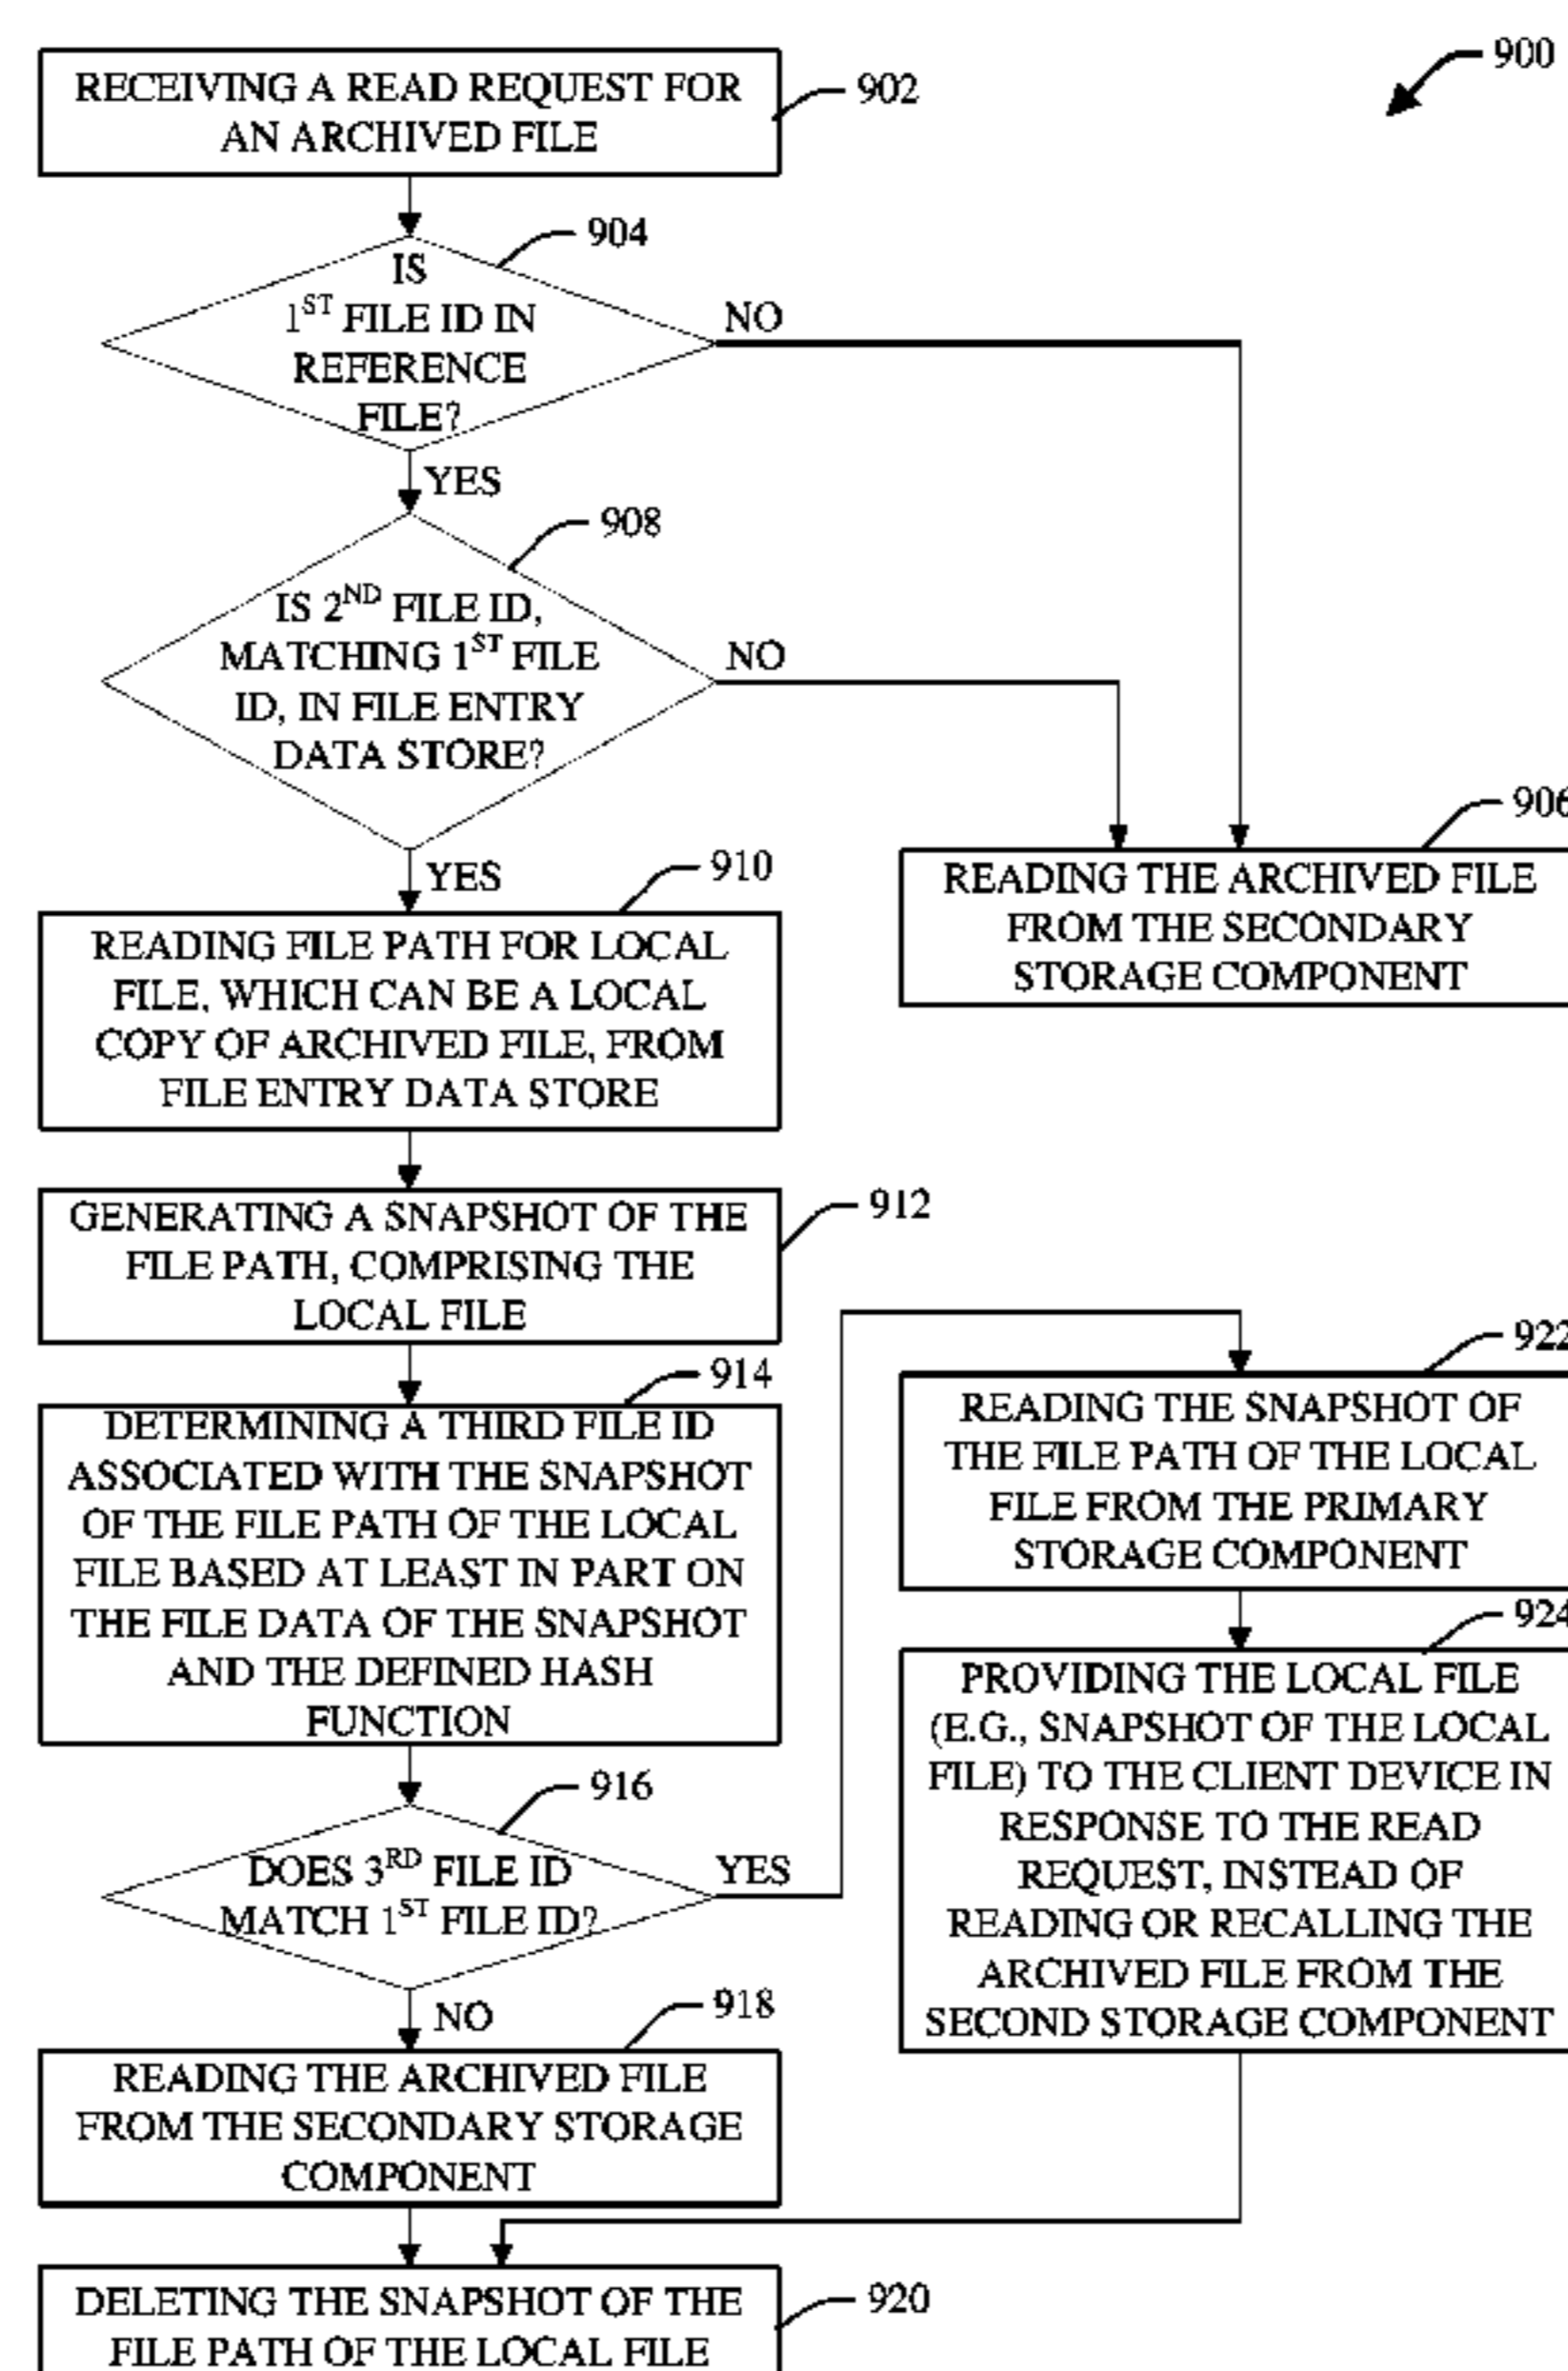 900
RECEIVING A READ REQUEST FOR
AN ARCHIVED FILE
902
904
IS
1ST FILE ID IN
REFERENCE
FILE?
NO
YES
908
IS 2ND FILE ID,
MATCHING 1ST FILE
ID, IN FILE ENTRY
DATA STORE?
NO
YES
906
READING THE ARCHIVED FILE
FROM THE SECONDARY
STORAGE COMPONENT
910
READING FILE PATH FOR LOCAL
FILE, WHICH CAN BE A LOCAL
COPY OF ARCHIVED FILE, FROM
FILE ENTRY DATA STORE
912
GENERATING A SNAPSHOT OF THE
FILE PATH, COMPRISING THE
LOCAL FILE
914
DETERMINING A THIRD FILE ID
ASSOCIATED WITH THE SNAPSHOT
OF THE FILE PATH OF THE LOCAL
FILE BASED AT LEAST IN PART ON
THE FILE DATA OF THE SNAPSHOT
AND THE DEFINED HASH
FUNCTION
916
DOES 3RD FILE ID
MATCH 1ST FILE ID?
YES
NO
922
READING THE SNAPSHOT OF
THE FILE PATH OF THE LOCAL
FILE FROM THE PRIMARY
STORAGE COMPONENT
924
PROVIDING THE LOCAL FILE
(E.G., SNAPSHOT OF THE LOCAL
FILE) TO THE CLIENT DEVICE IN
RESPONSE TO THE READ
REQUEST, INSTEAD OF
READING OR RECALLING THE
ARCHIVED FILE FROM THE
SECOND STORAGE COMPONENT
918
READING THE ARCHIVED FILE
FROM THE SECONDARY STORAGE
COMPONENT
920
DELETING THE SNAPSHOT OF THE
FILE PATH OF THE LOCAL FILE